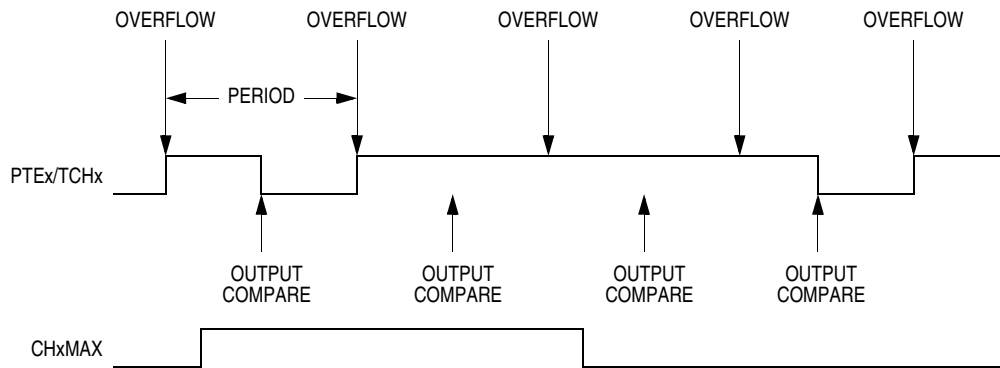 OVERFLOW OVERFLOW OVERFLOW OVERFLOW OVERFLOW
PERIOD
PTEx/TCHx
OUTPUT COMPARE
OUTPUT COMPARE
OUTPUT COMPARE
OUTPUT COMPARE
CHxMAX